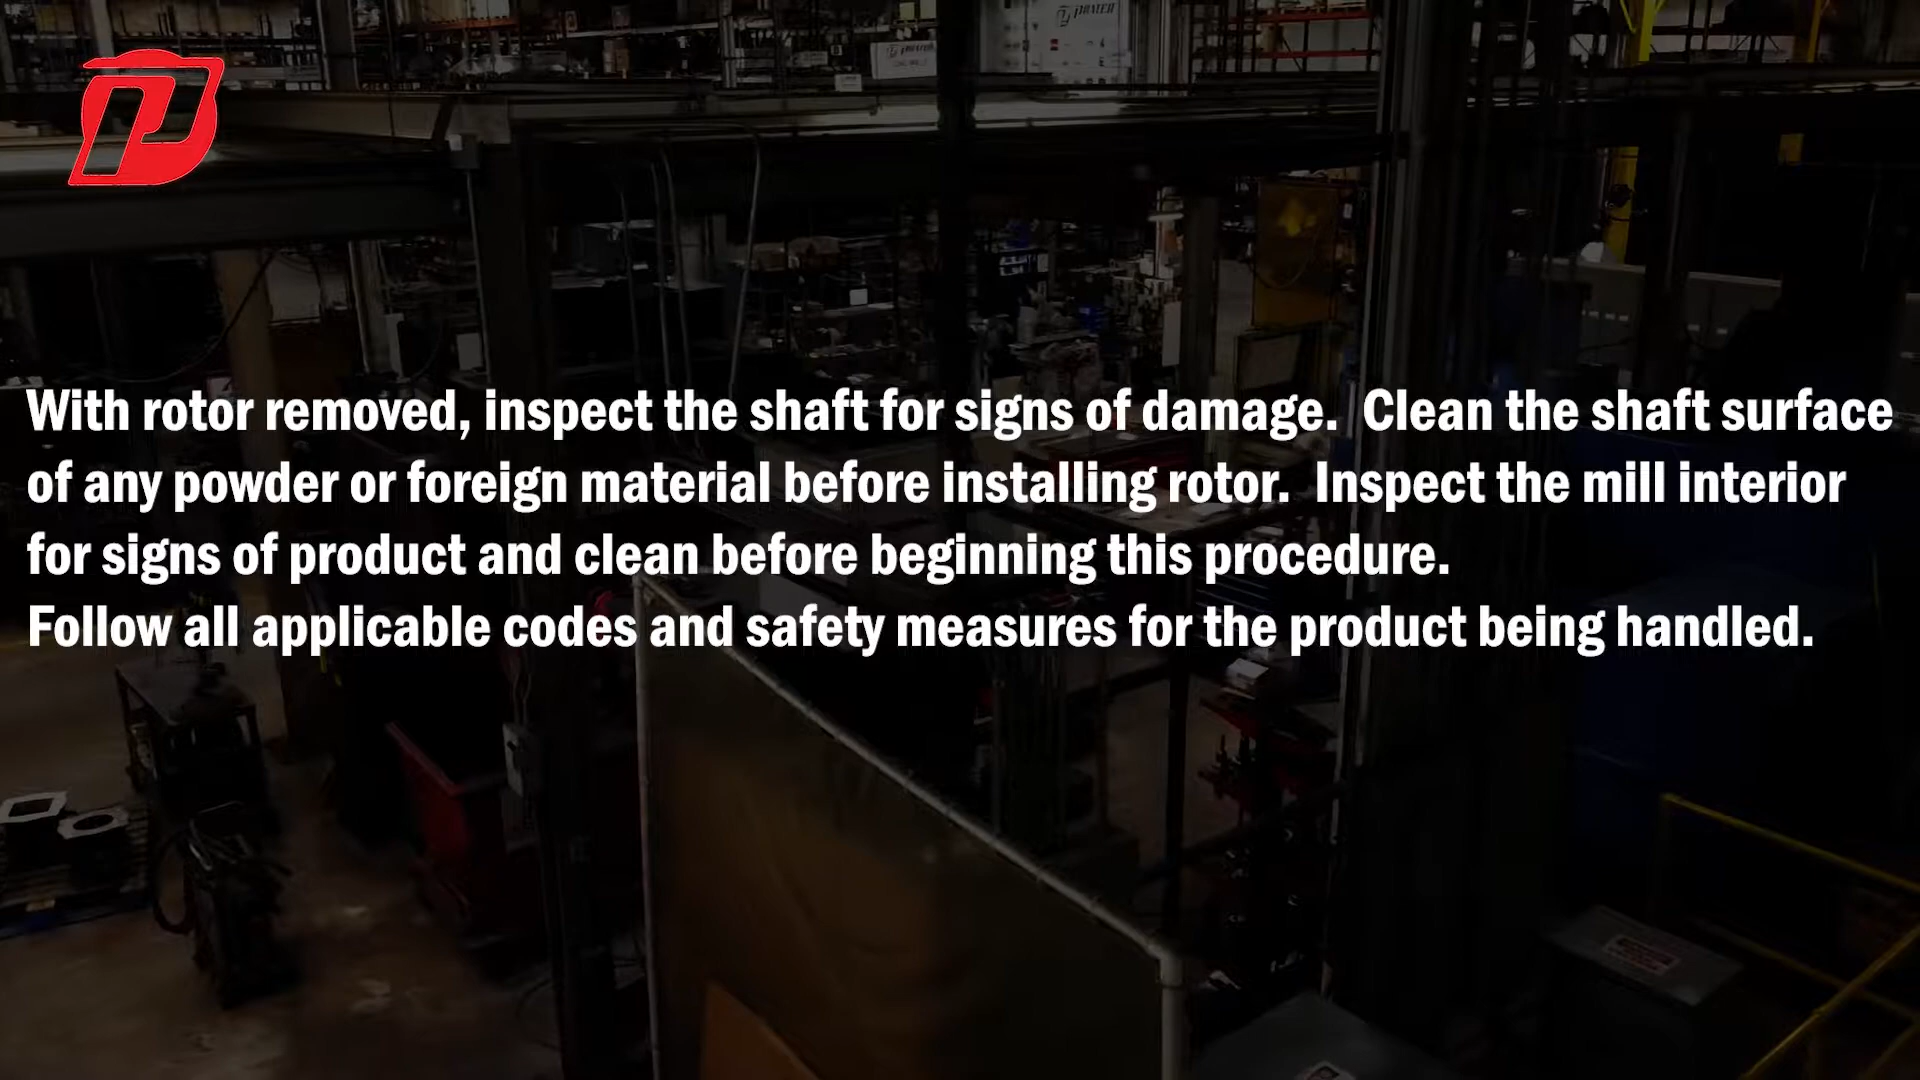 With rotor removed, inspect the shaft for signs of damage.  Clean the shaft surface
of any powder or foreign material before installing rotor.  Inspect the mill interior
for signs of product and clean before beginning this procedure.
Follow all applicable codes and safety measures for the product being handled.